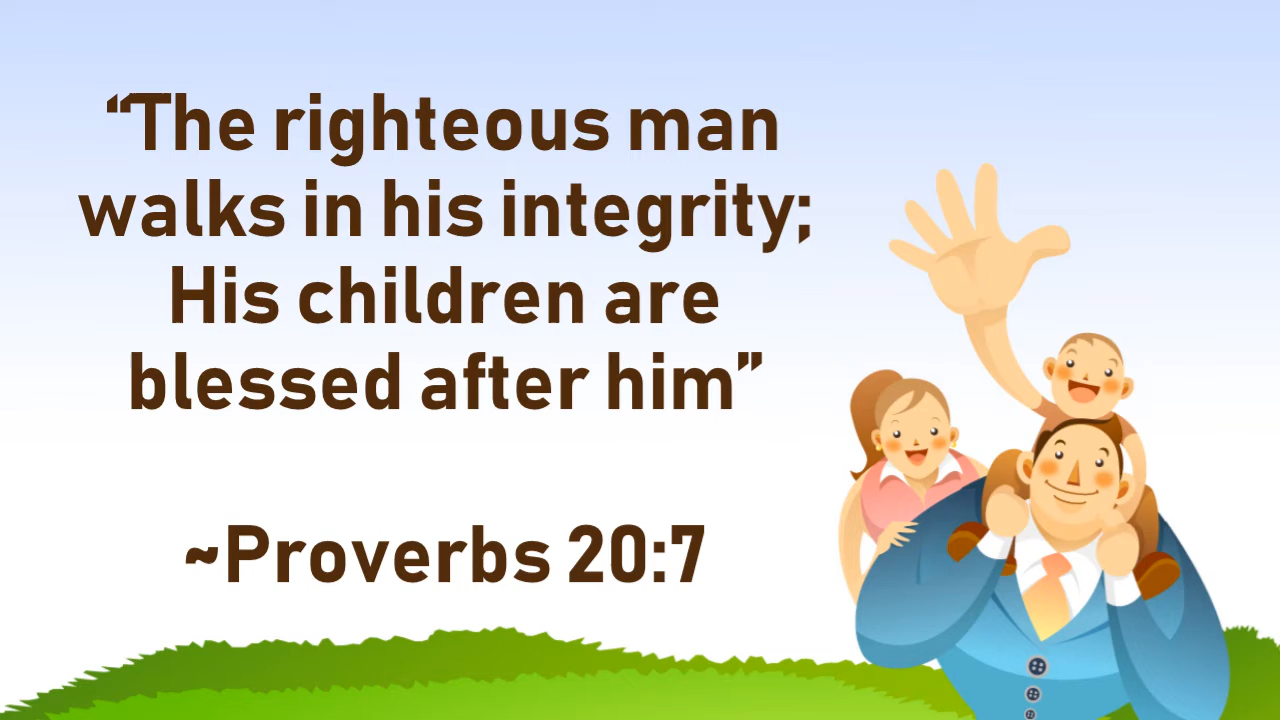 “The righteous man
walks in his integrity;
His children are
blessed after him”
~Proverbs 20:7